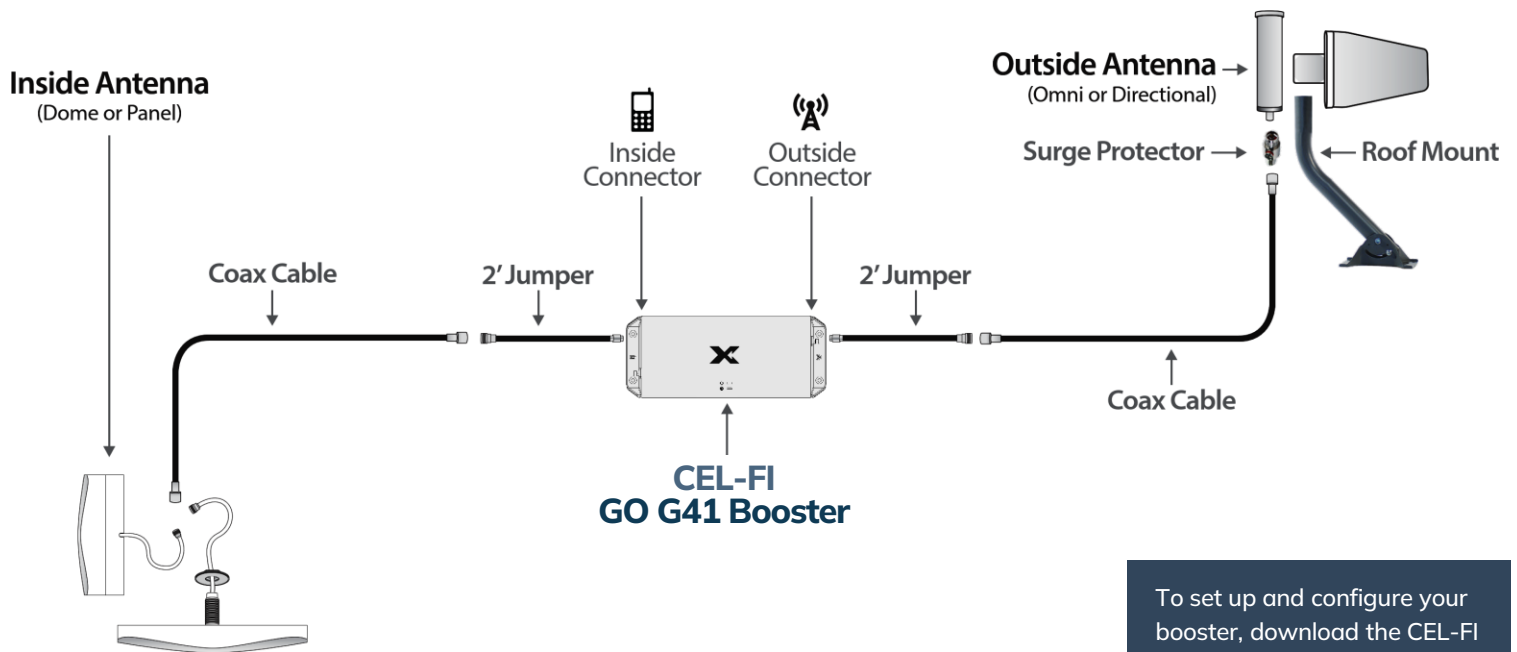 Inside Antenna
(Dome or Panel)
Inside
Connector
Outside
Connector
Outside Antenna
(Omni or Directional)
Surge Protector
Roof Mount
Coax Cable
2' Jumper
2' Jumper
Coax Cable
CEL-FI
GO G41 Booster
To set up and configure your
booster, download the CEL-FI